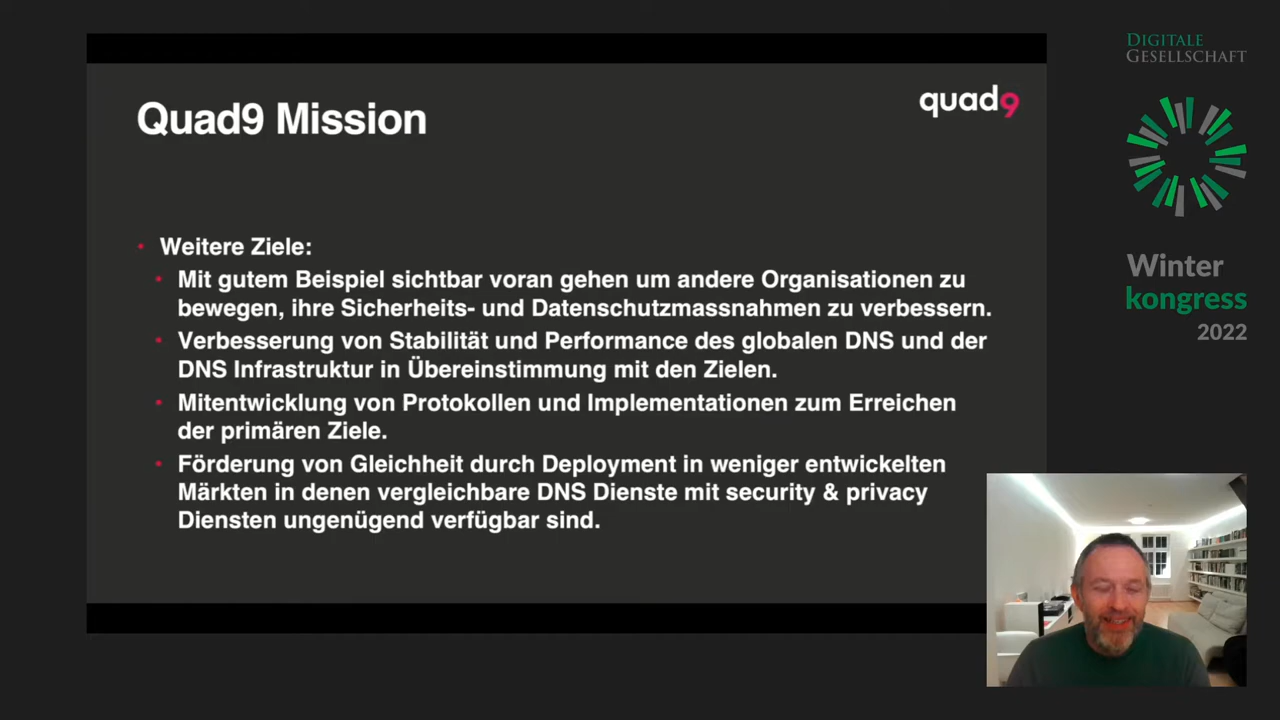 Quad9 Mission
quad9
• Weitere Ziele:
• Mit gutem Beispiel sichtbar voran gehen um andere Organisationen zu
bewegen, ihre Sicherheits- und Datenschutzmassnahmen zu verbessern.
• Verbesserung von Stabilität und Performance des globalen DNS und der
DNS Infrastruktur in Übereinstimmung mit den Zielen.
• Mitentwicklung von Protokollen und Implementationen zum Erreichen
der primären Ziele.
• Förderung von Gleichheit durch Deployment in weniger entwickelten
Märkten in denen vergleichbare DNS Dienste mit security & privacy
Diensten ungenügend verfügbar sind.
DIGITALE
GESELLSCHAFT
Winter
kongress
2022